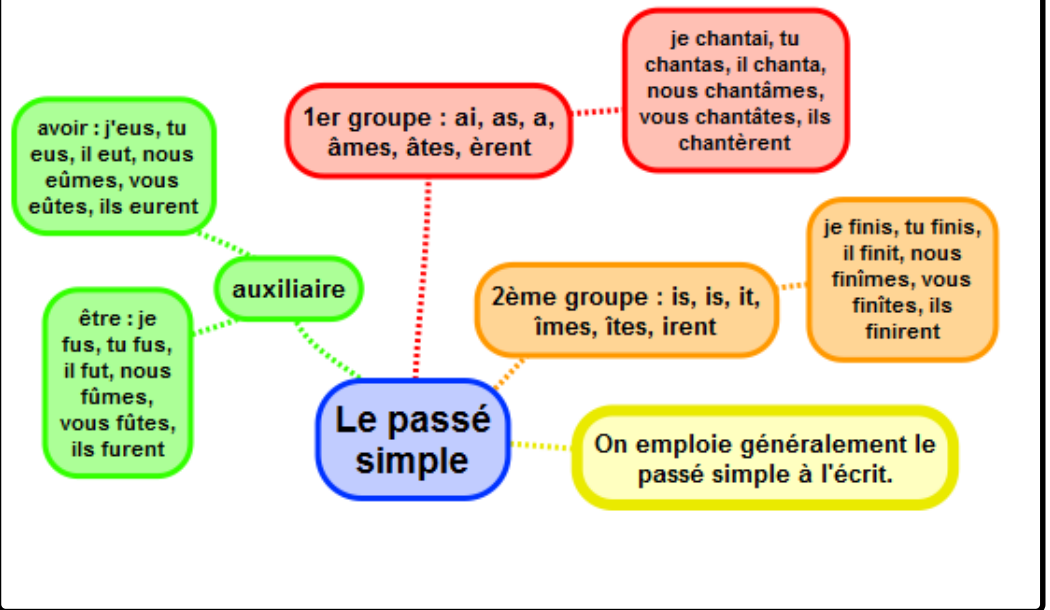 je chantai, tu
chantas, il chanta,
nous chantâmes,
vous chantâtes, ils
chantèrent
1er groupe : ai, as, a,
âmes, âtes, èrent
avoir : j'eus, tu
eus, il eut, nous
eûmes, vous
eûtes, ils eurent
auxiliaire
être : je
fus, tu fus,
il fut, nous
fûmes,
vous fûtes,
ils furent
2ème groupe : is, is, it,
îmes, îtes, irent
je finis, tu finis,
il finit, nous
finîmes, vous
finîtes, ils
finirent
Le passé
simple
On emploie généralement le
passé simple à l'écrit.